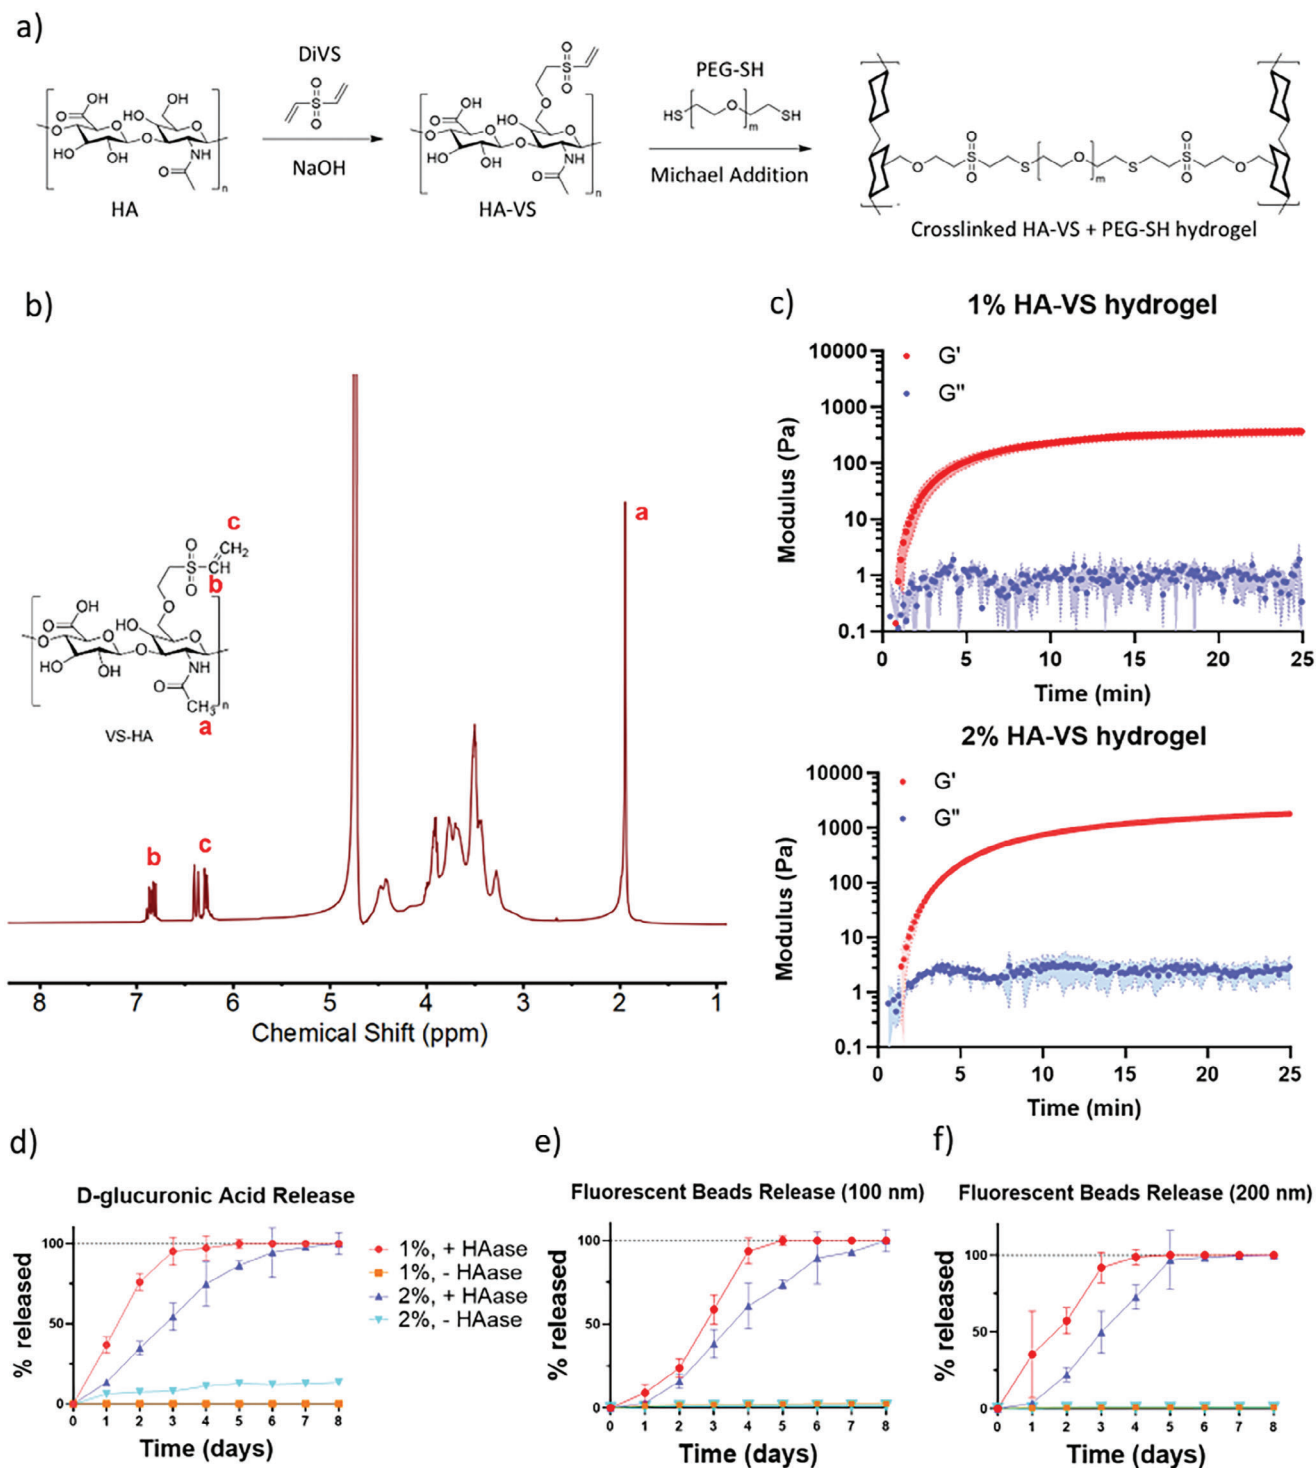 a)
DiVS
NaOH
HA
HA-VS
PEG-SH
Michael Addition
Crosslinked HA-VS + PEG-SH hydrogel
b)
c
b
a
VS-HA
b
c
a
8 7 6 5 4 3 2 1
Chemical Shift (ppm)
c)
1% HA-VS hydrogel
G'
G"
10000
1000
100
10
1
0.1
Modulus (Pa)
0 5 10 15 20 25
Time (min)
2% HA-VS hydrogel
G'
G"
10000
1000
100
10
1
0.1
Modulus (Pa)
0 5 10 15 20 25
Time (min)
d)
D-glucuronic Acid Release
100
50
0
% released
0 1 2 3 4 5 6 7 8
Time (days)
1%, + HAase
1%, - HAase
2%, + HAase
2%, - HAase
e)
Fluorescent Beads Release (100 nm)
100
50
0
% released
0 1 2 3 4 5 6 7 8
Time (days)
f)
Fluorescent Beads Release (200 nm)
100
50
0
% released
0 1 2 3 4 5 6 7 8
Time (days)